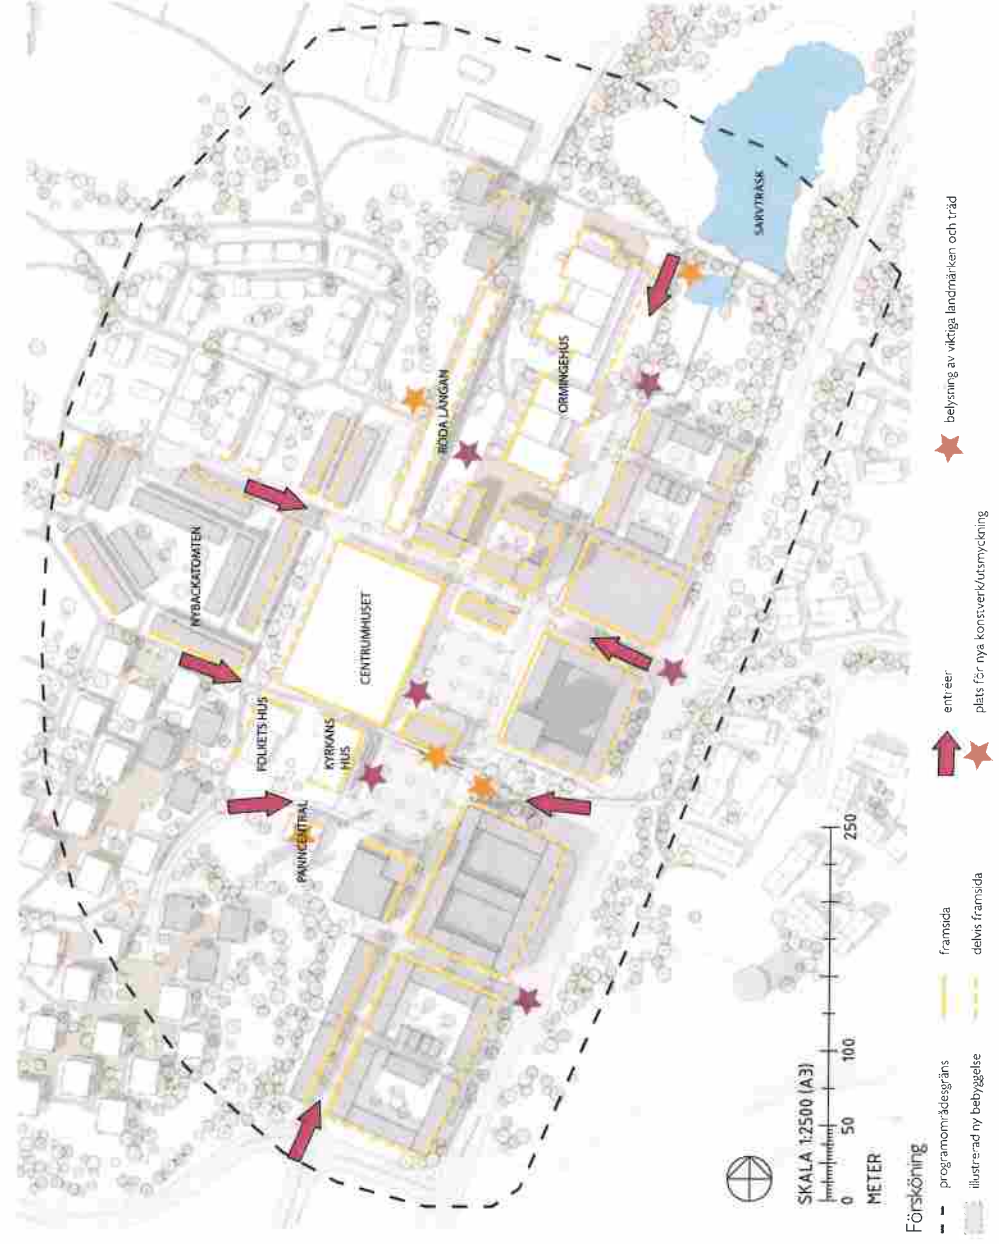 SARVTRÄSK
RÖDA LÄNGAN
ORMINGEHUS
NYBACKATOMTEN
CENTRUMHUSET
FOLKETS HUS
KYRKANS
HUS
PANNCENTRAL
SKALA 1:2500 (A3)
0 50 100 250
METER
Försköning
programområdesgräns
illustrerad ny bebyggelse
framsida
delvis framsida
entréer
plats för nya konstverk/utsmyckning
belysning av viktiga landmärken och träd